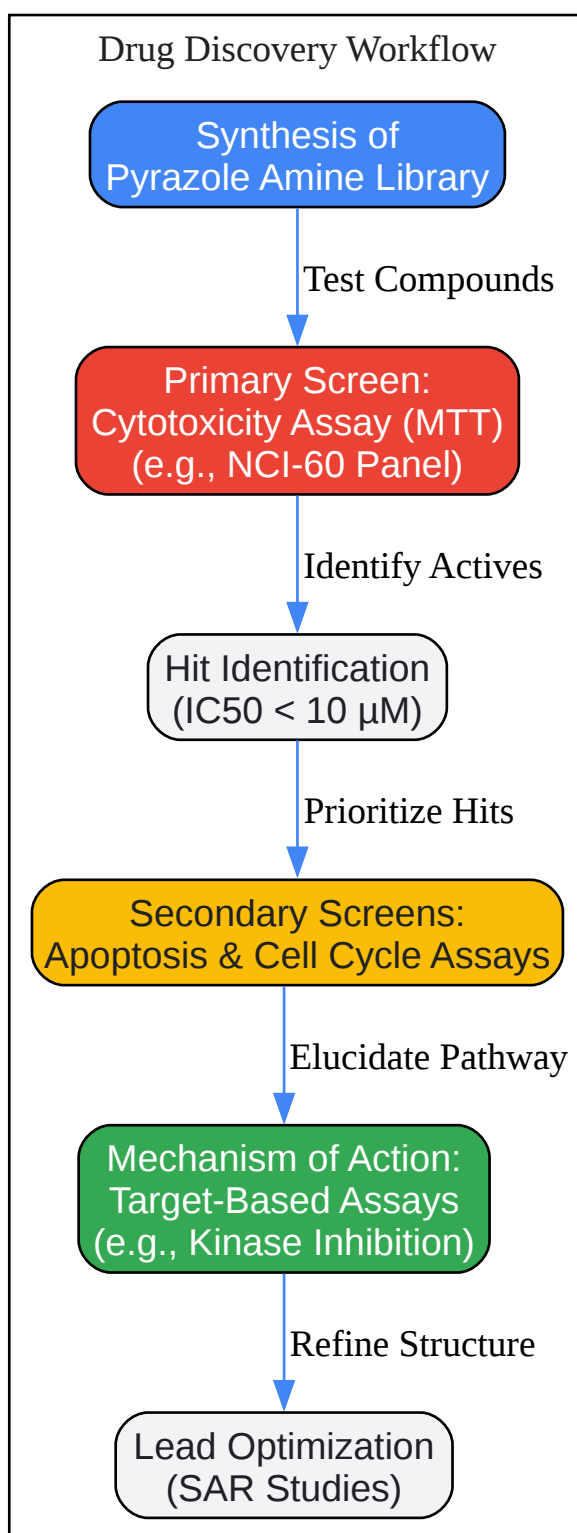 Drug Discovery Workflow
Synthesis of
Pyrazole Amine Library
Test Compounds
Primary Screen:
Cytotoxicity Assay (MTT)
(e.g., NCI-60 Panel)
Identify Actives
Hit Identification
(IC50 < 10 µM)
Prioritize Hits
Secondary Screens:
Apoptosis & Cell Cycle Assays
Elucidate Pathway
Mechanism of Action:
Target-Based Assays
(e.g., Kinase Inhibition)
Refine Structure
Lead Optimization
(SAR Studies)